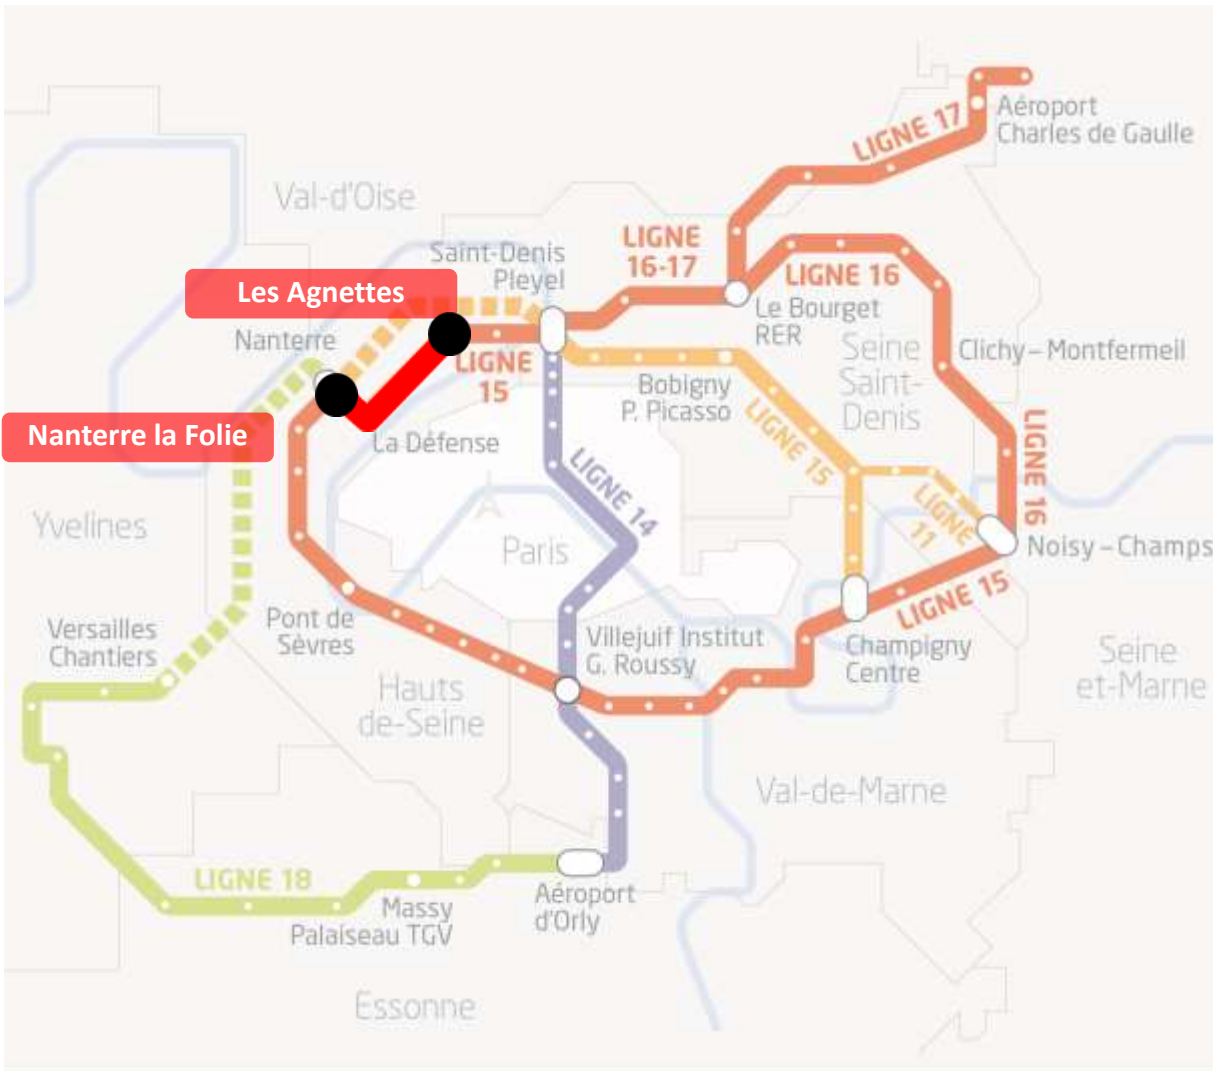 Aéroport
Charles de Gaulle
LIGNE 17
Val-d'Oise
Saint-Denis
Pleyel
LIGNE
16-17
LIGNE 16
Les Agnettes
Le Bourget
RER
Nanterre
LIGNE
15
Seine
Saint-
Denis
Clichy – Montfermeil
Bobigny
P. Picasso
Nanterre la Folie
La Défense
LIGNE 15
LIGNE 16
LIGNE 14
LIGNE
11
Yvelines
Paris
Noisy – Champs
LIGNE 15
Pont de
Sèvres
Versailles
Chantiers
Villejuif Institut
G. Roussy
Champigny
Centre
Seine
et-Marne
Hauts
de-Seine
Val-de-Marne
LIGNE 18
Massy
Palaiseau TGV
Aéroport
d'Orly
Essonne